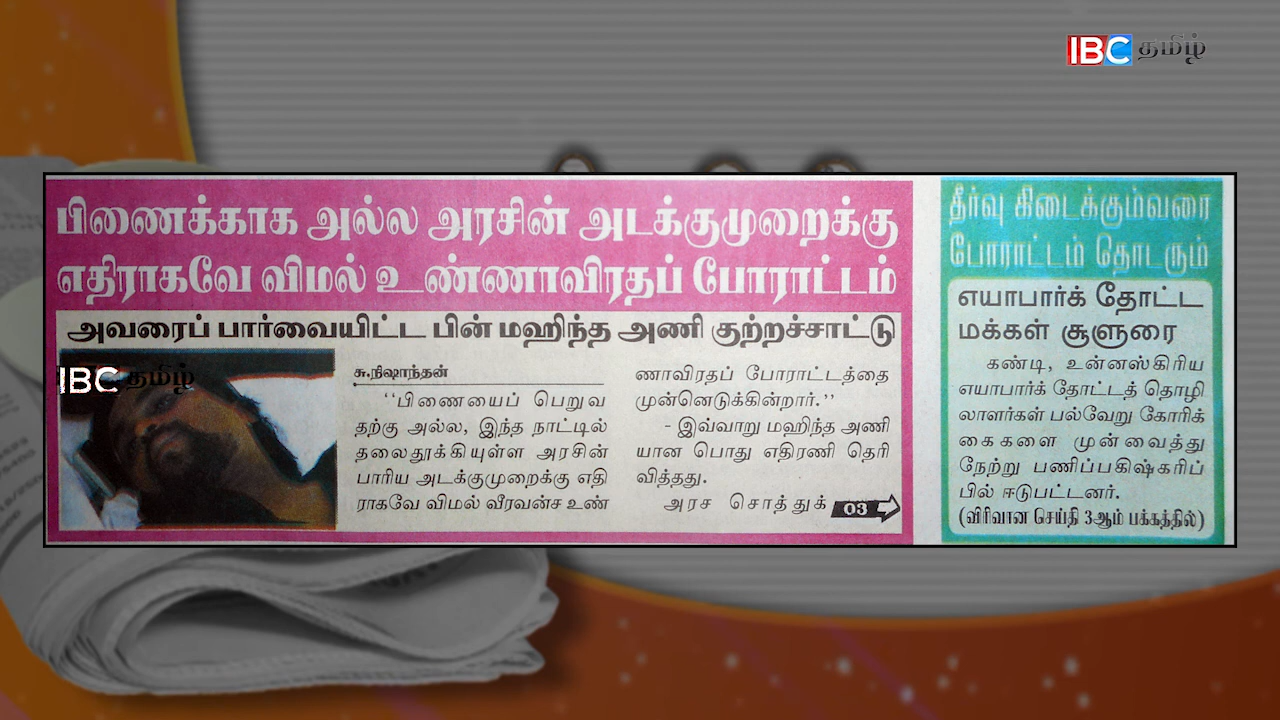 IBC தமிழ்
பிணைக்காக அல்ல அரசின் அடக்குமுறைக்கு
எதிராகவே விமல் உண்ணாவிரதப் போராட்டம்
அவரைப் பார்வையிட்ட பின் மஹிந்த அணி குற்றச்சாட்டு
IBC தமிழ்
சு.நிஷாந்தன்
‘‘பிணையைப் பெறுவ
தற்கு அல்ல, இந்த நாட்டில்
தலைதூக்கியுள்ள அரசின்
பாரிய அடக்குமுறைக்கு எதி
ராகவே விமல் வீரவன்ச உண்
ணாவிரதப் போராட்டத்தை
முன்னெடுக்கின்றார்.’’
- இவ்வாறு மஹிந்த அணி
யான பொது எதிரணி தெரி
வித்தது.
அரச சொத்துக் 03
தீர்வு கிடைக்கும்வரை
போராட்டம் தொடரும்
எயாபார்க் தோட்ட
மக்கள் சூளுரை
கண்டி, உன்னஸ்கிரிய
எயாபார்க் தோட்டத் தொழி
லாளர்கள் பல்வேறு கோரிக்
கைகளை முன்வைத்து
நேற்று பணிப்பகிஷ்கரிப்
பில் ஈடுபட்டனர்.
(விரிவான செய்தி 3ஆம் பக்கத்தில்)